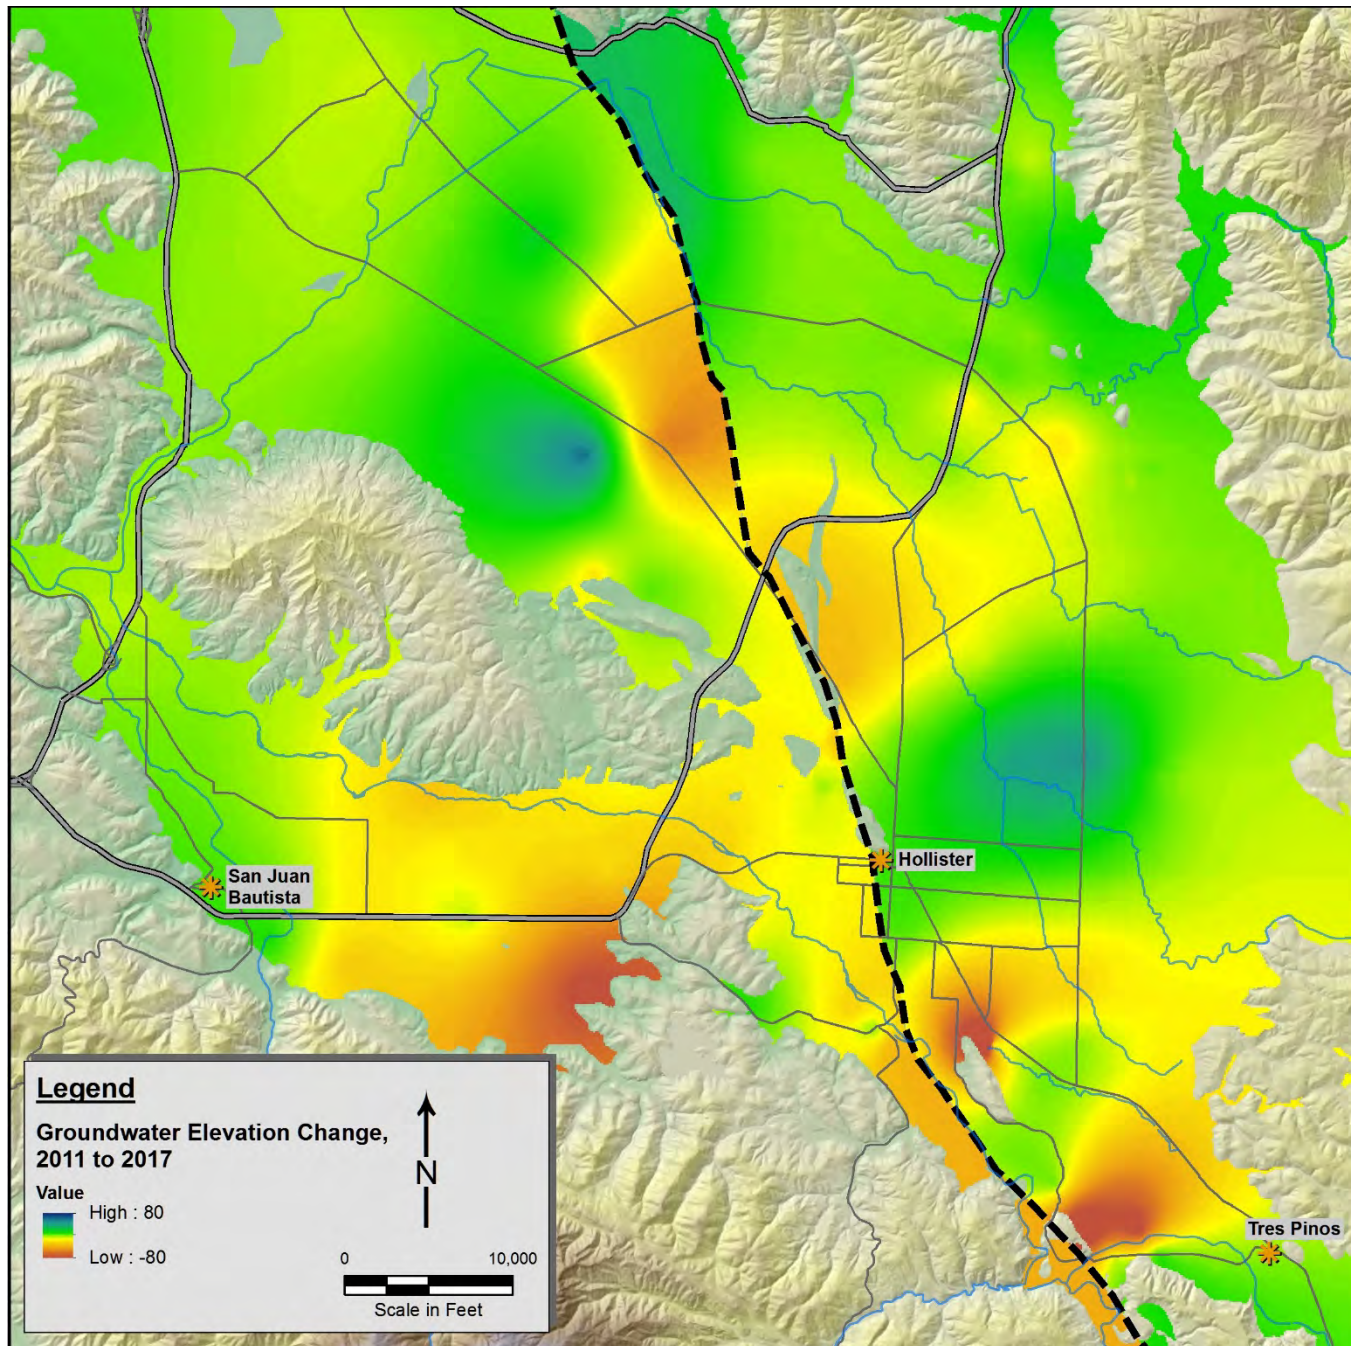 Hollister
San Juan
Bautista
Tres Pinos
Legend
Groundwater Elevation Change,
2011 to 2017
Value
High : 80
Low : -80
N
0 10,000
Scale in Feet